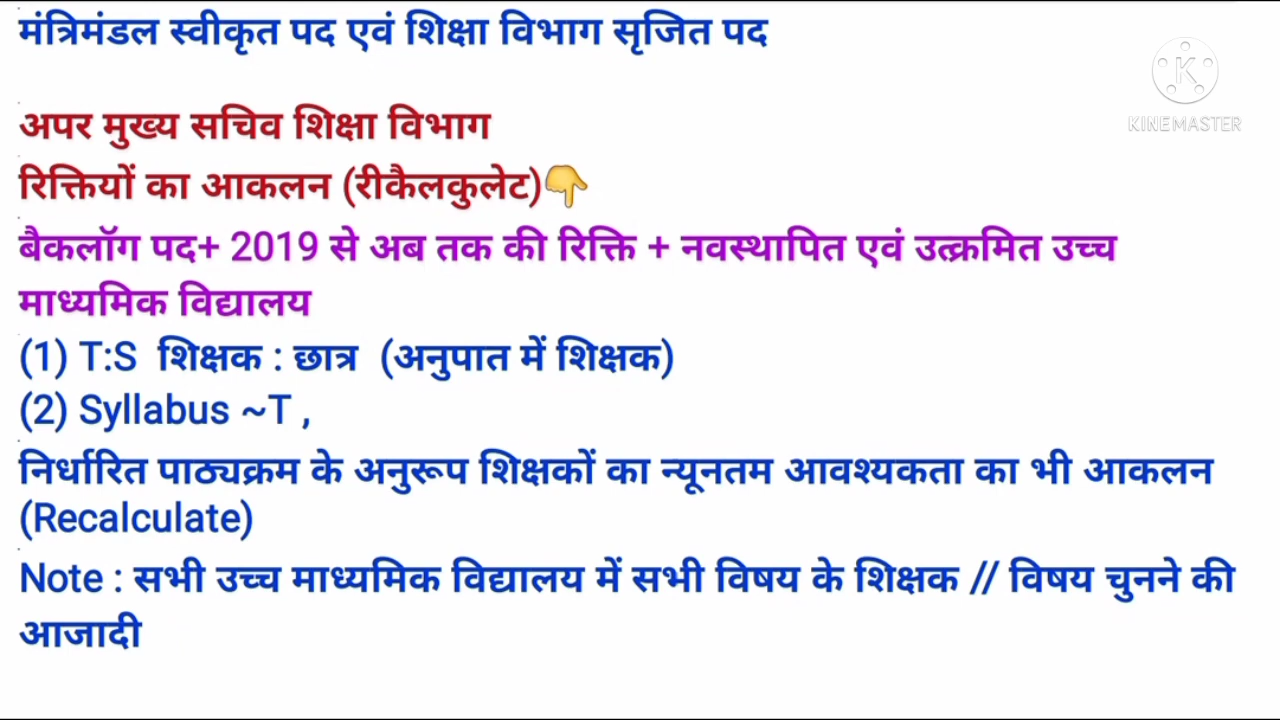 मंत्रिमंडल स्वीकृत पद एवं शिक्षा विभाग सृजित पद
अपर मुख्य सचिव शिक्षा विभाग
रिक्तियों का आकलन (रीकैलकुलेट)👇
बैकलॉग पद+ 2019 से अब तक की रिक्ति + नवस्थापित एवं उत्क्रमित उच्च
माध्यमिक विद्यालय
(1) T:S शिक्षक : छात्र (अनुपात में शिक्षक)
(2) Syllabus ~T ,
निर्धारित पाठ्यक्रम के अनुरूप शिक्षकों का न्यूनतम आवश्यकता का भी आकलन
(Recalculate)
Note : सभी उच्च माध्यमिक विद्यालय में सभी विषय के शिक्षक // विषय चुनने की
आजादी
K
KINEMASTER